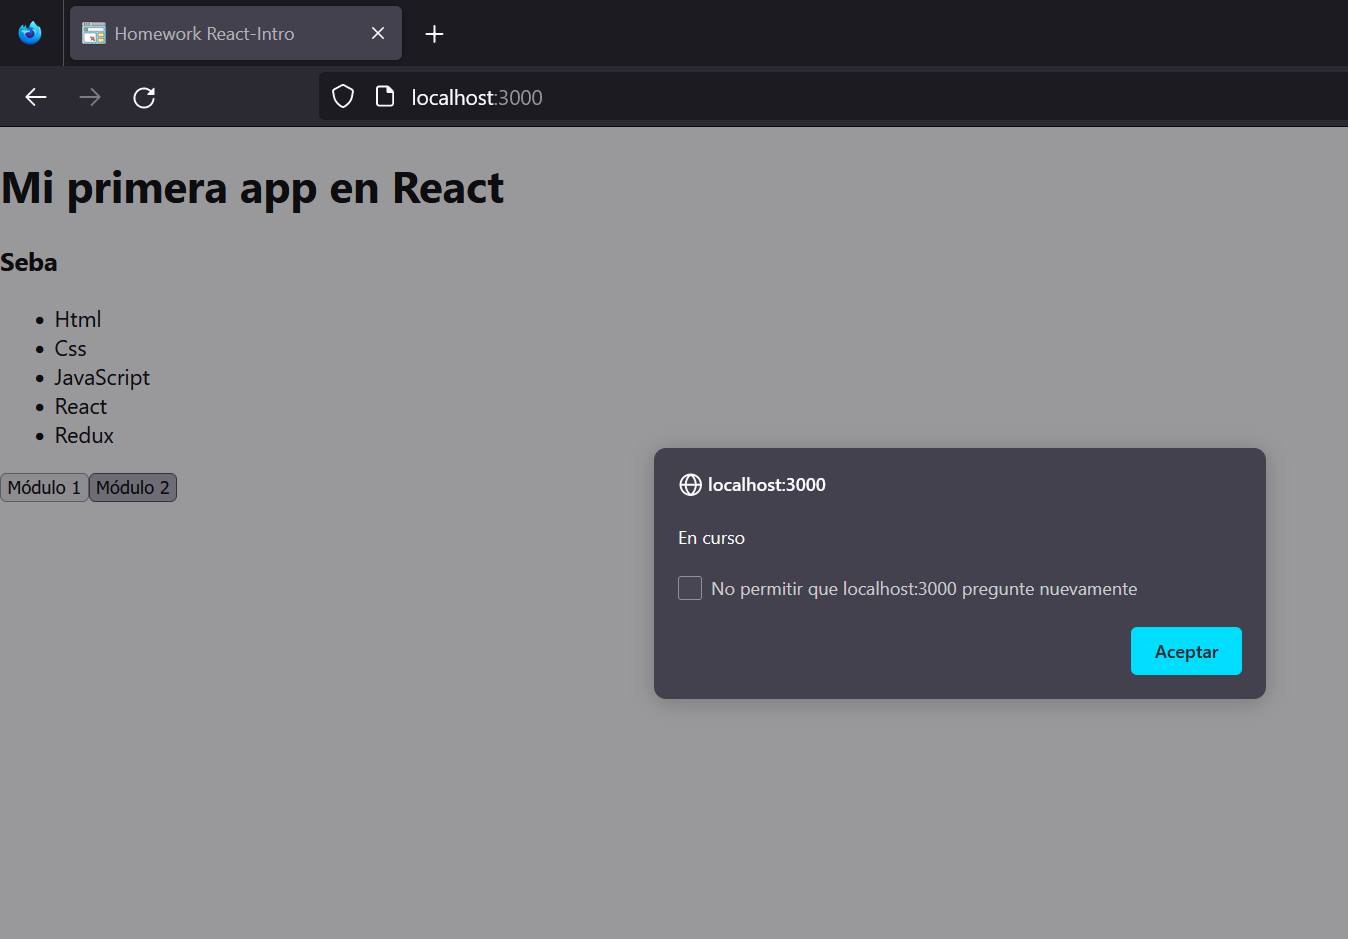 Homework React-Intro
localhost:3000
Mi primera app en React
Seba
Html
Css
JavaScript
React
Redux
Módulo 1 Módulo 2
localhost:3000
En curso
No permitir que localhost:3000 pregunte nuevamente
Aceptar